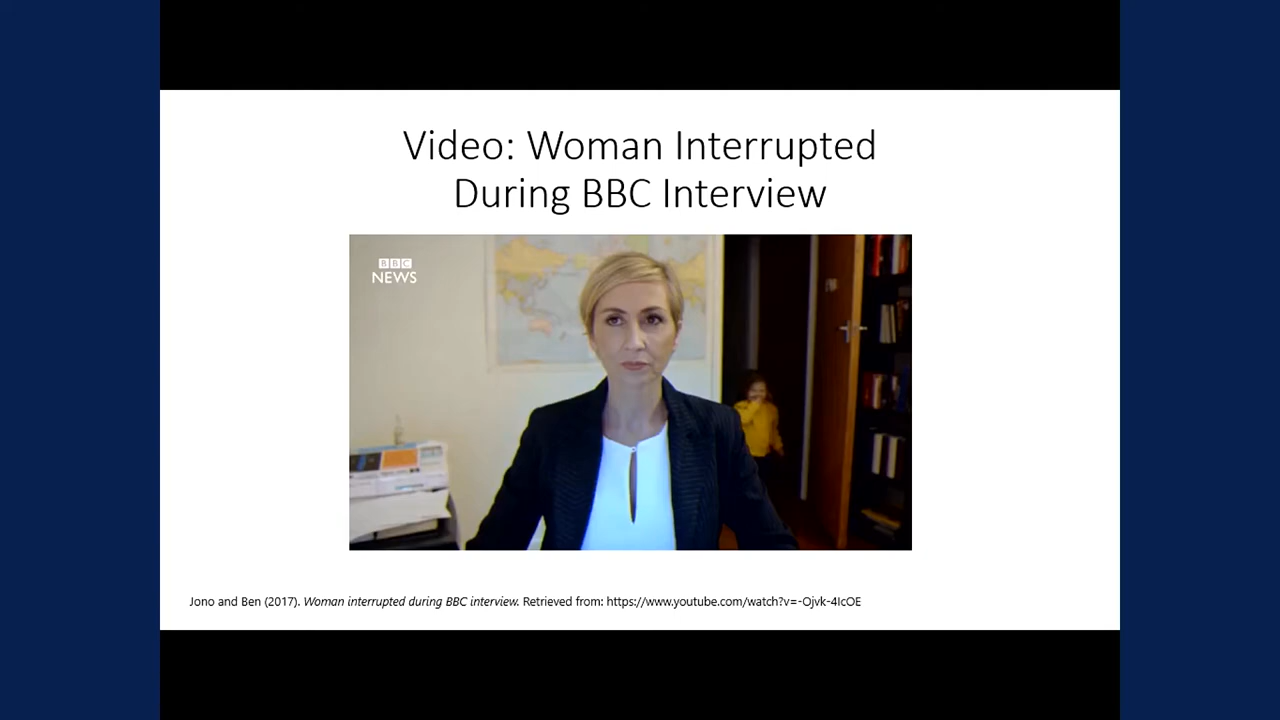 Video: Woman Interrupted
During BBC Interview
BBC
NEWS
Jono and Ben (2017). Woman interrupted during BBC interview. Retrieved from: https://www.youtube.com/watch?v=-Ojvk-4IcOE